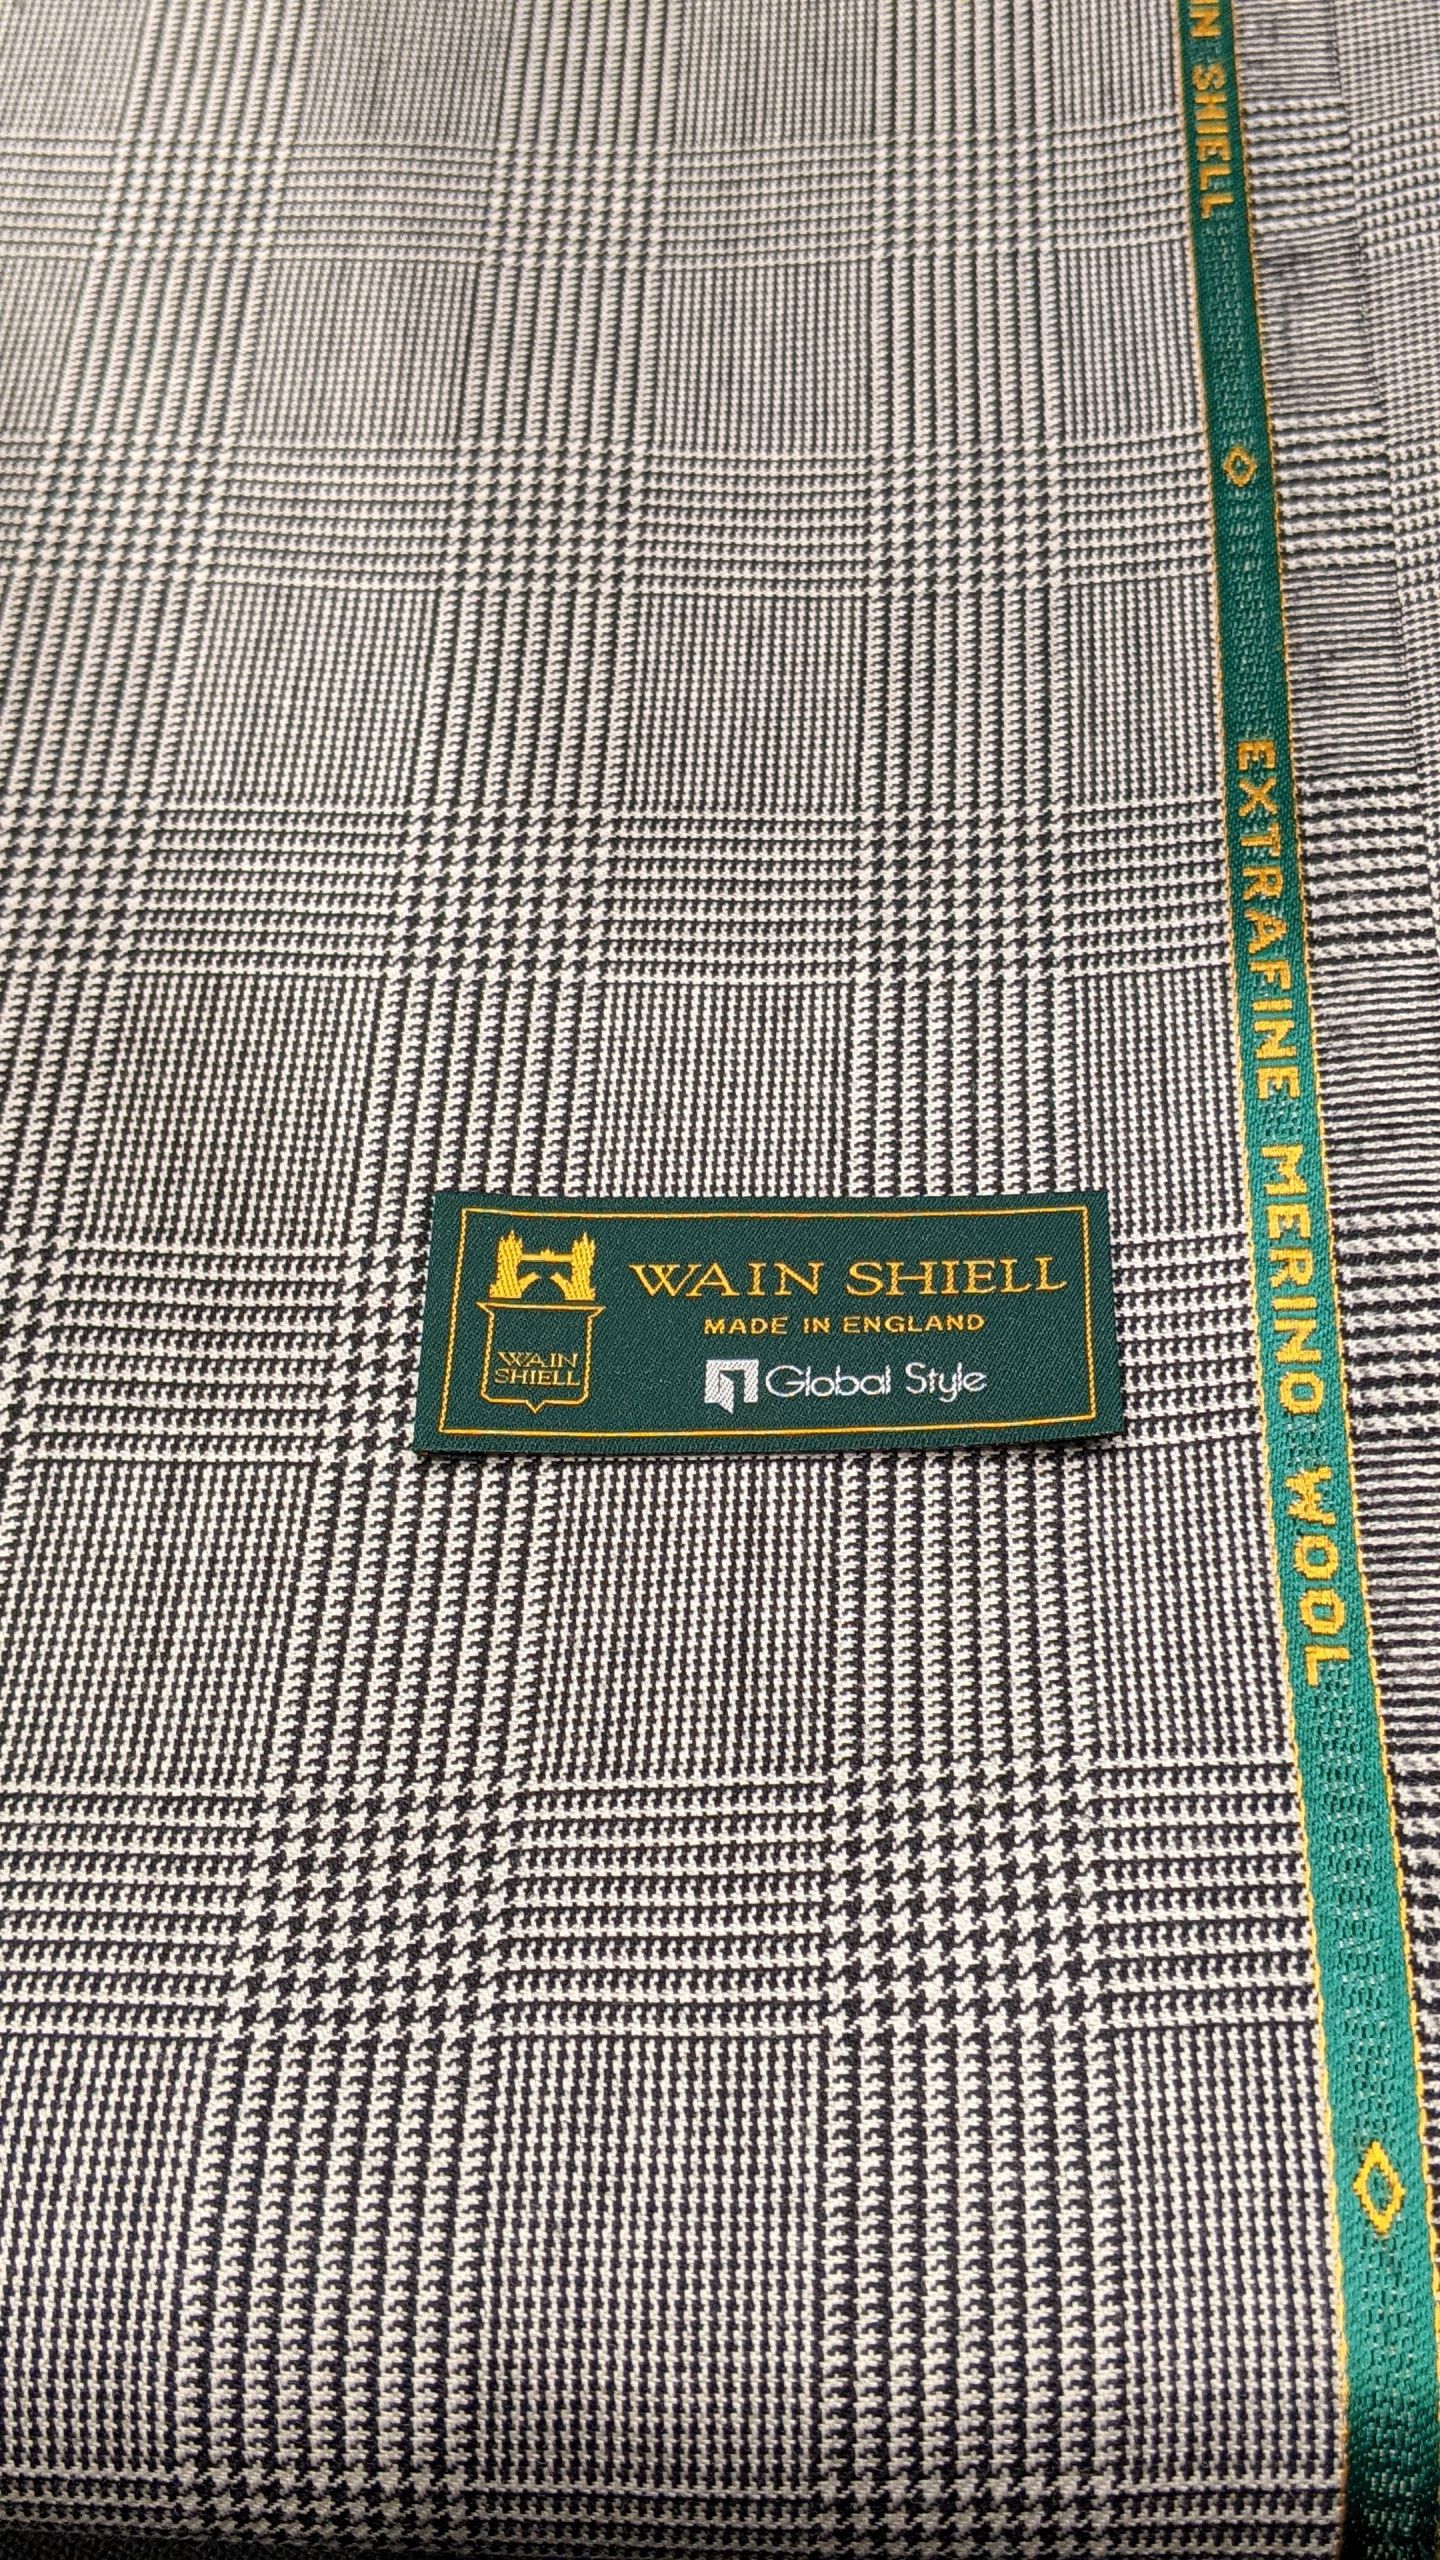 IN SHIELL
EXTRAFINE MERINO WOOL
WAIN SHIELL
MADE IN ENGLAND
Global Style
WAIN
SHIELL